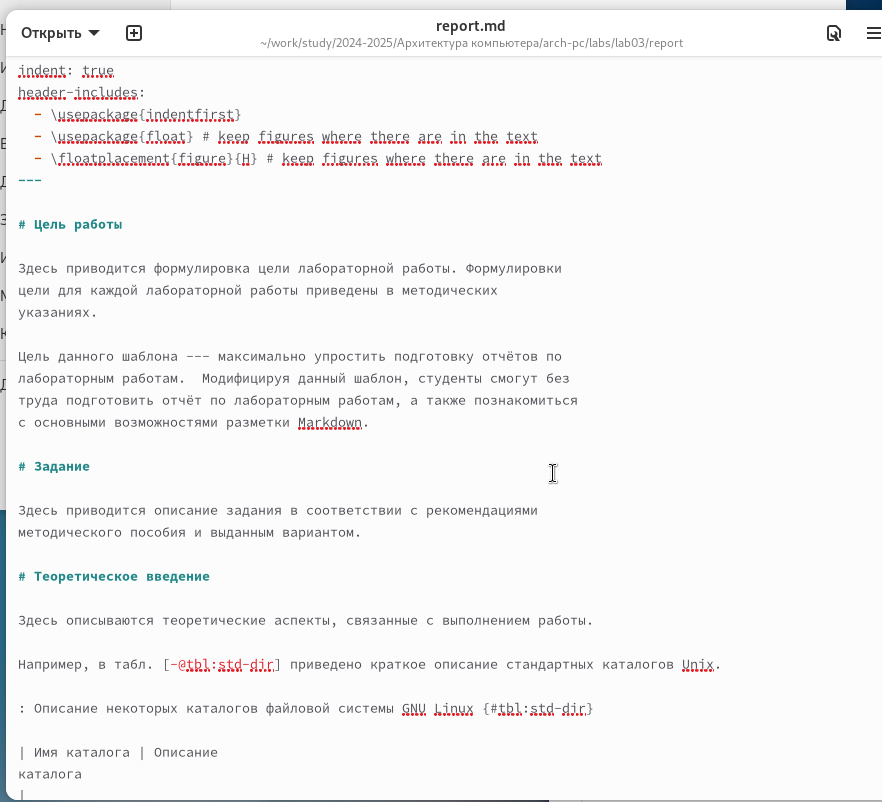 Открыть
report.md
~/work/study/2024-2025/Архитектура компьютера/arch-pc/labs/lab03/report
indent: true
header-includes:
- \usepackage{indentfirst}
- \usepackage{float} # keep figures where there are in the text
- \floatplacement{figure}{H} # keep figures where there are in the text
---
# Цель работы
Здесь приводится формулировка цели лабораторной работы. Формулировки
цели для каждой лабораторной работы приведены в методических
указаниях.
Цель данного шаблона --- максимально упростить подготовку отчётов по
лабораторным работам.  Модифицируя данный шаблон, студенты смогут без
труда подготовить отчёт по лабораторным работам, а также познакомиться
с основными возможностями разметки Markdown.
# Задание
Здесь приводится описание задания в соответствии с рекомендациями
методического пособия и выданным вариантом.
# Теоретическое введение
Здесь описываются теоретические аспекты, связанные с выполнением работы.
Например, в табл. [-@tbl:std-dir] приведено краткое описание стандартных каталогов Unix.
: Описание некоторых каталогов файловой системы GNU Linux {#tbl:std-dir}
| Имя каталога | Описание
каталога
|